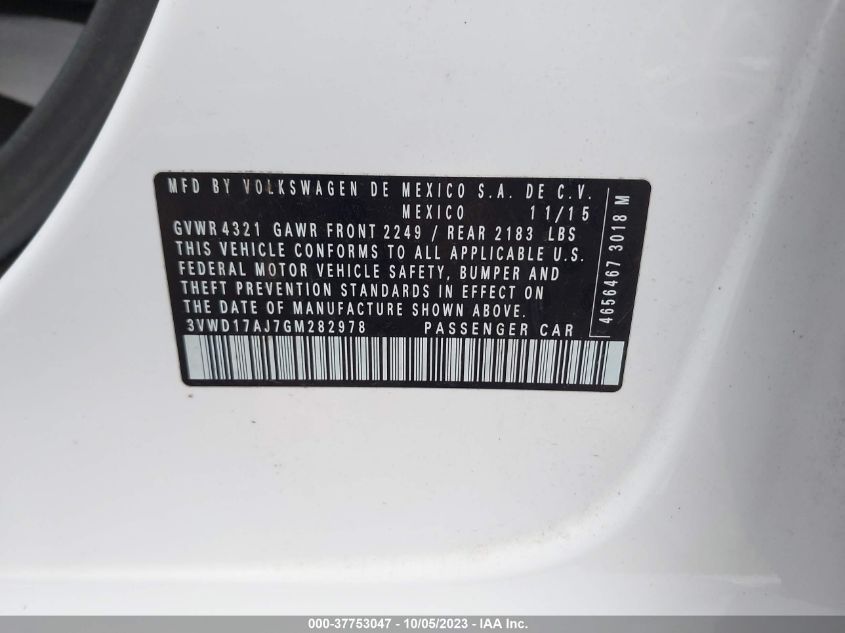 MFD BY VOLKSWAGEN DE MEXICO S.A. DE C.V.
MEXICO 11/15
GVWR 4321 GAWR FRONT 2249 / REAR 2183 LBS
THIS VEHICLE CONFORMS TO ALL APPLICABLE U.S.
FEDERAL MOTOR VEHICLE SAFETY, BUMPER AND
THEFT PREVENTION STANDARDS IN EFFECT ON
THE DATE OF MANUFACTURE SHOWN ABOVE.
3VWD17AJ7GM282978 PASSENGER CAR
4656467 3018 M
000-37753047 - 10/05/2023 - IAA Inc.